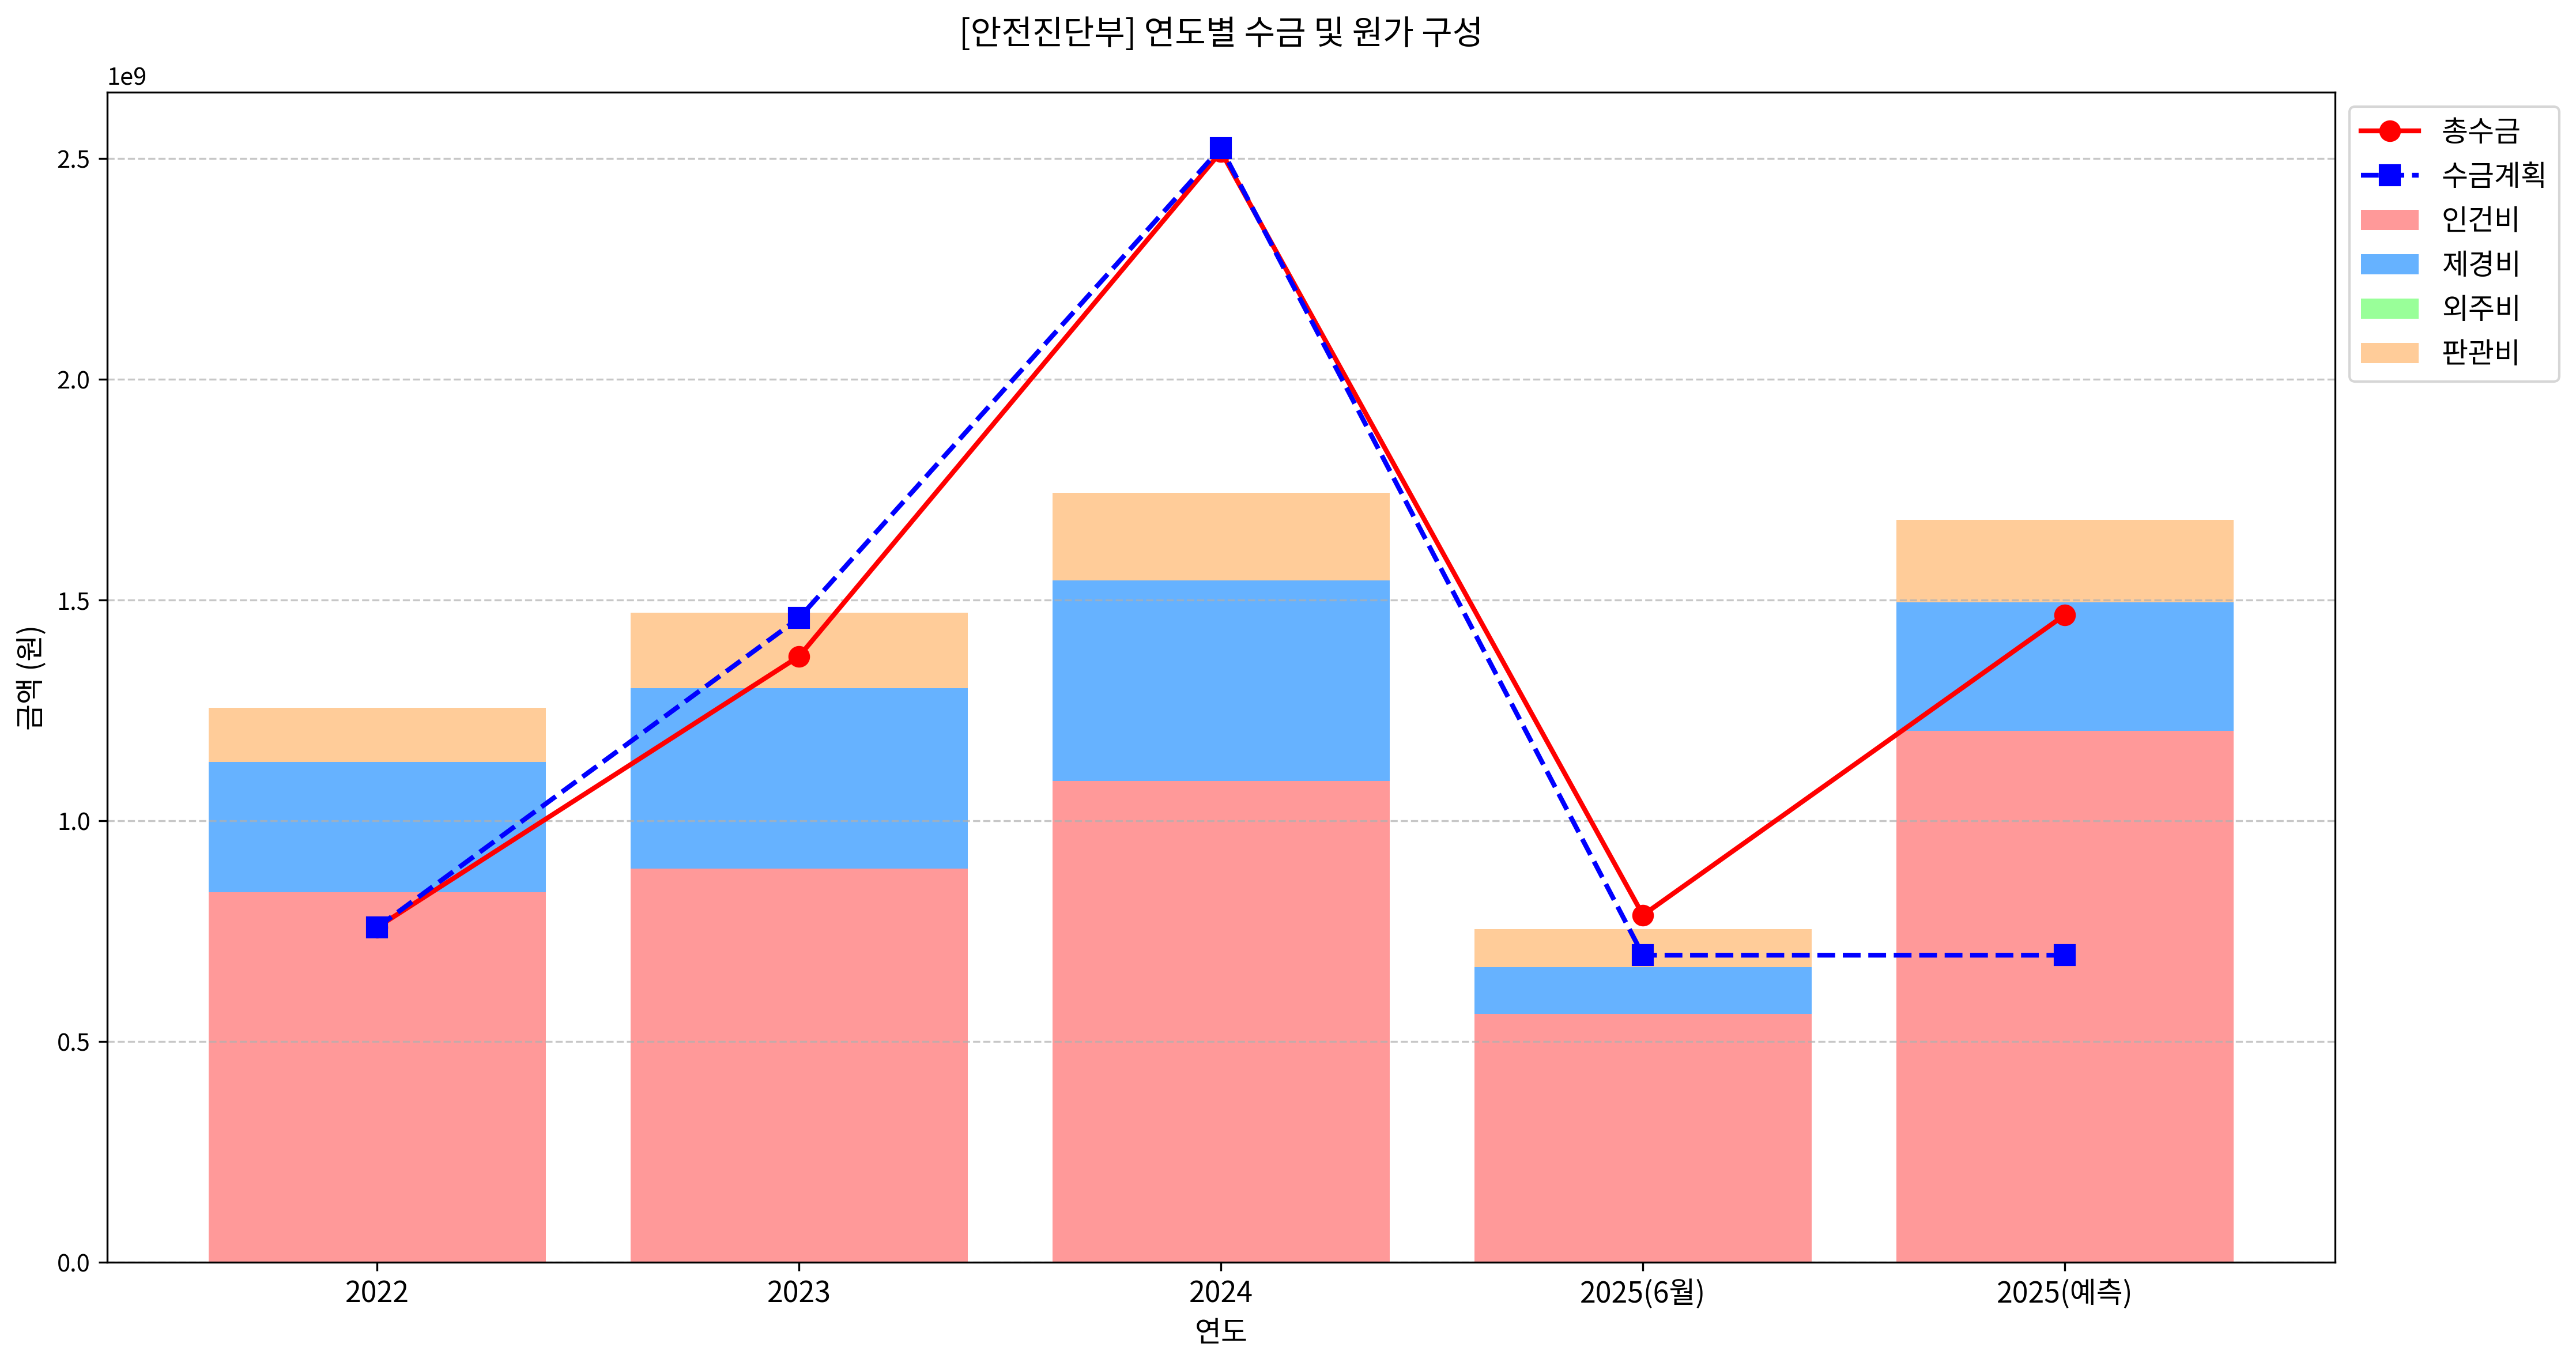 [안전진단부] 연도별 수금 및 원가 구성
1e9
2.5
2.0
1.5
1.0
0.5
0.0
금액 (원)
2022
2023
2024
2025(6월)
2025(예측)
연도
총수금
수금계획
인건비
제경비
외주비
판관비